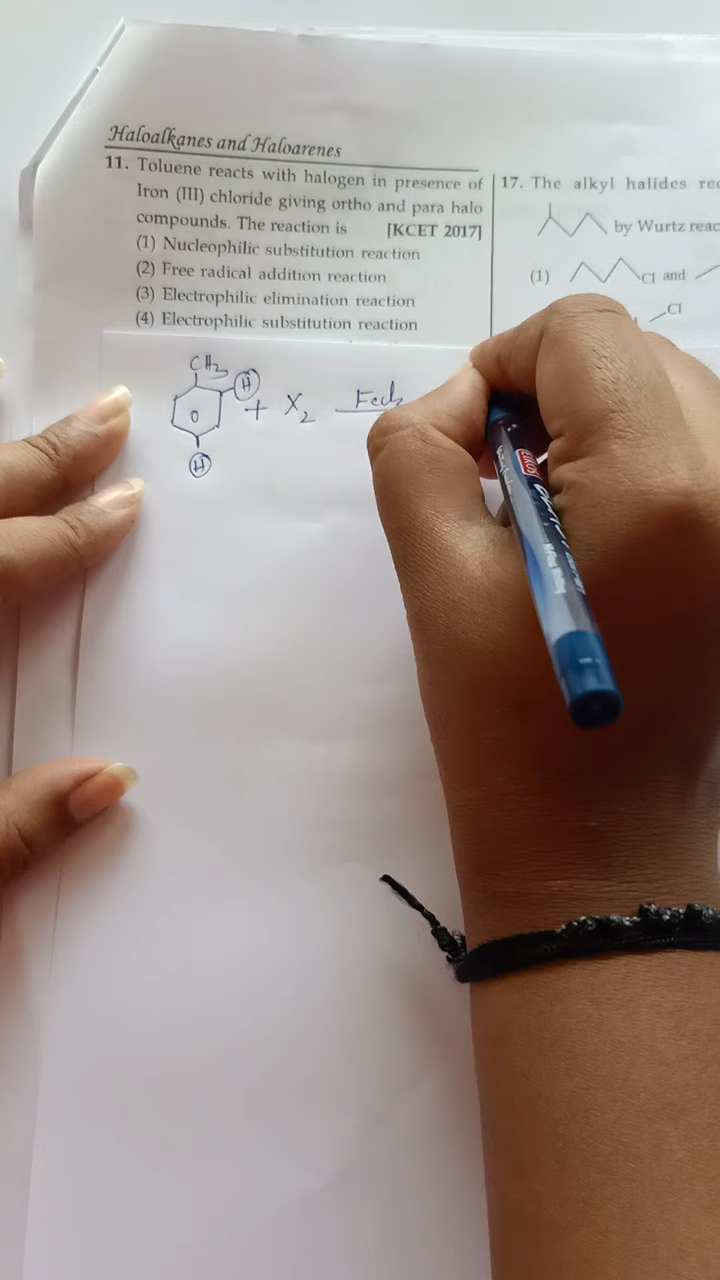 Haloalkanes and Haloarenes
11. Toluene reacts with halogen in presence of
Iron (III) chloride giving ortho and para halo
compounds. The reaction is [KCET 2017]
(1) Nucleophilic substitution reaction
(2) Free radical addition reaction
(3) Electrophilic elimination reaction
(4) Electrophilic substitution reaction
17. The alkyl halides
by Wurtz
(1) Cl and
Cl
CH3
H
+ X2 FeCl3
H